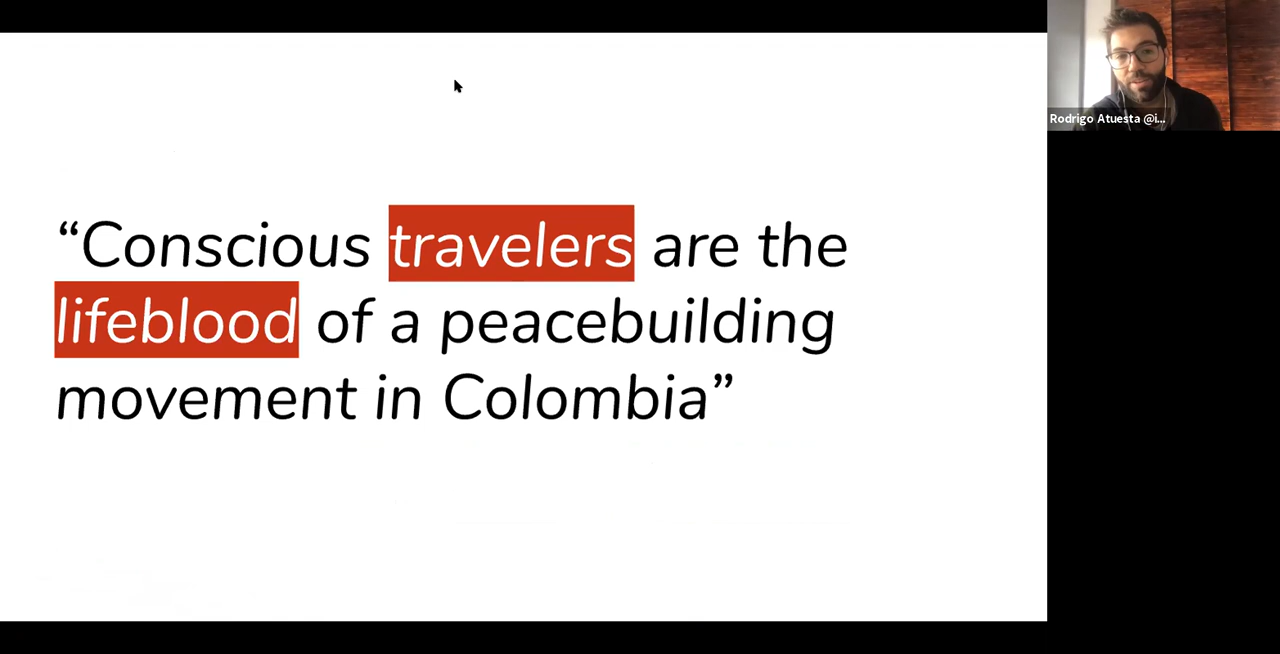 “Conscious travelers are the
lifeblood of a peacebuilding
movement in Colombia”
Rodrigo Atuesta @i...